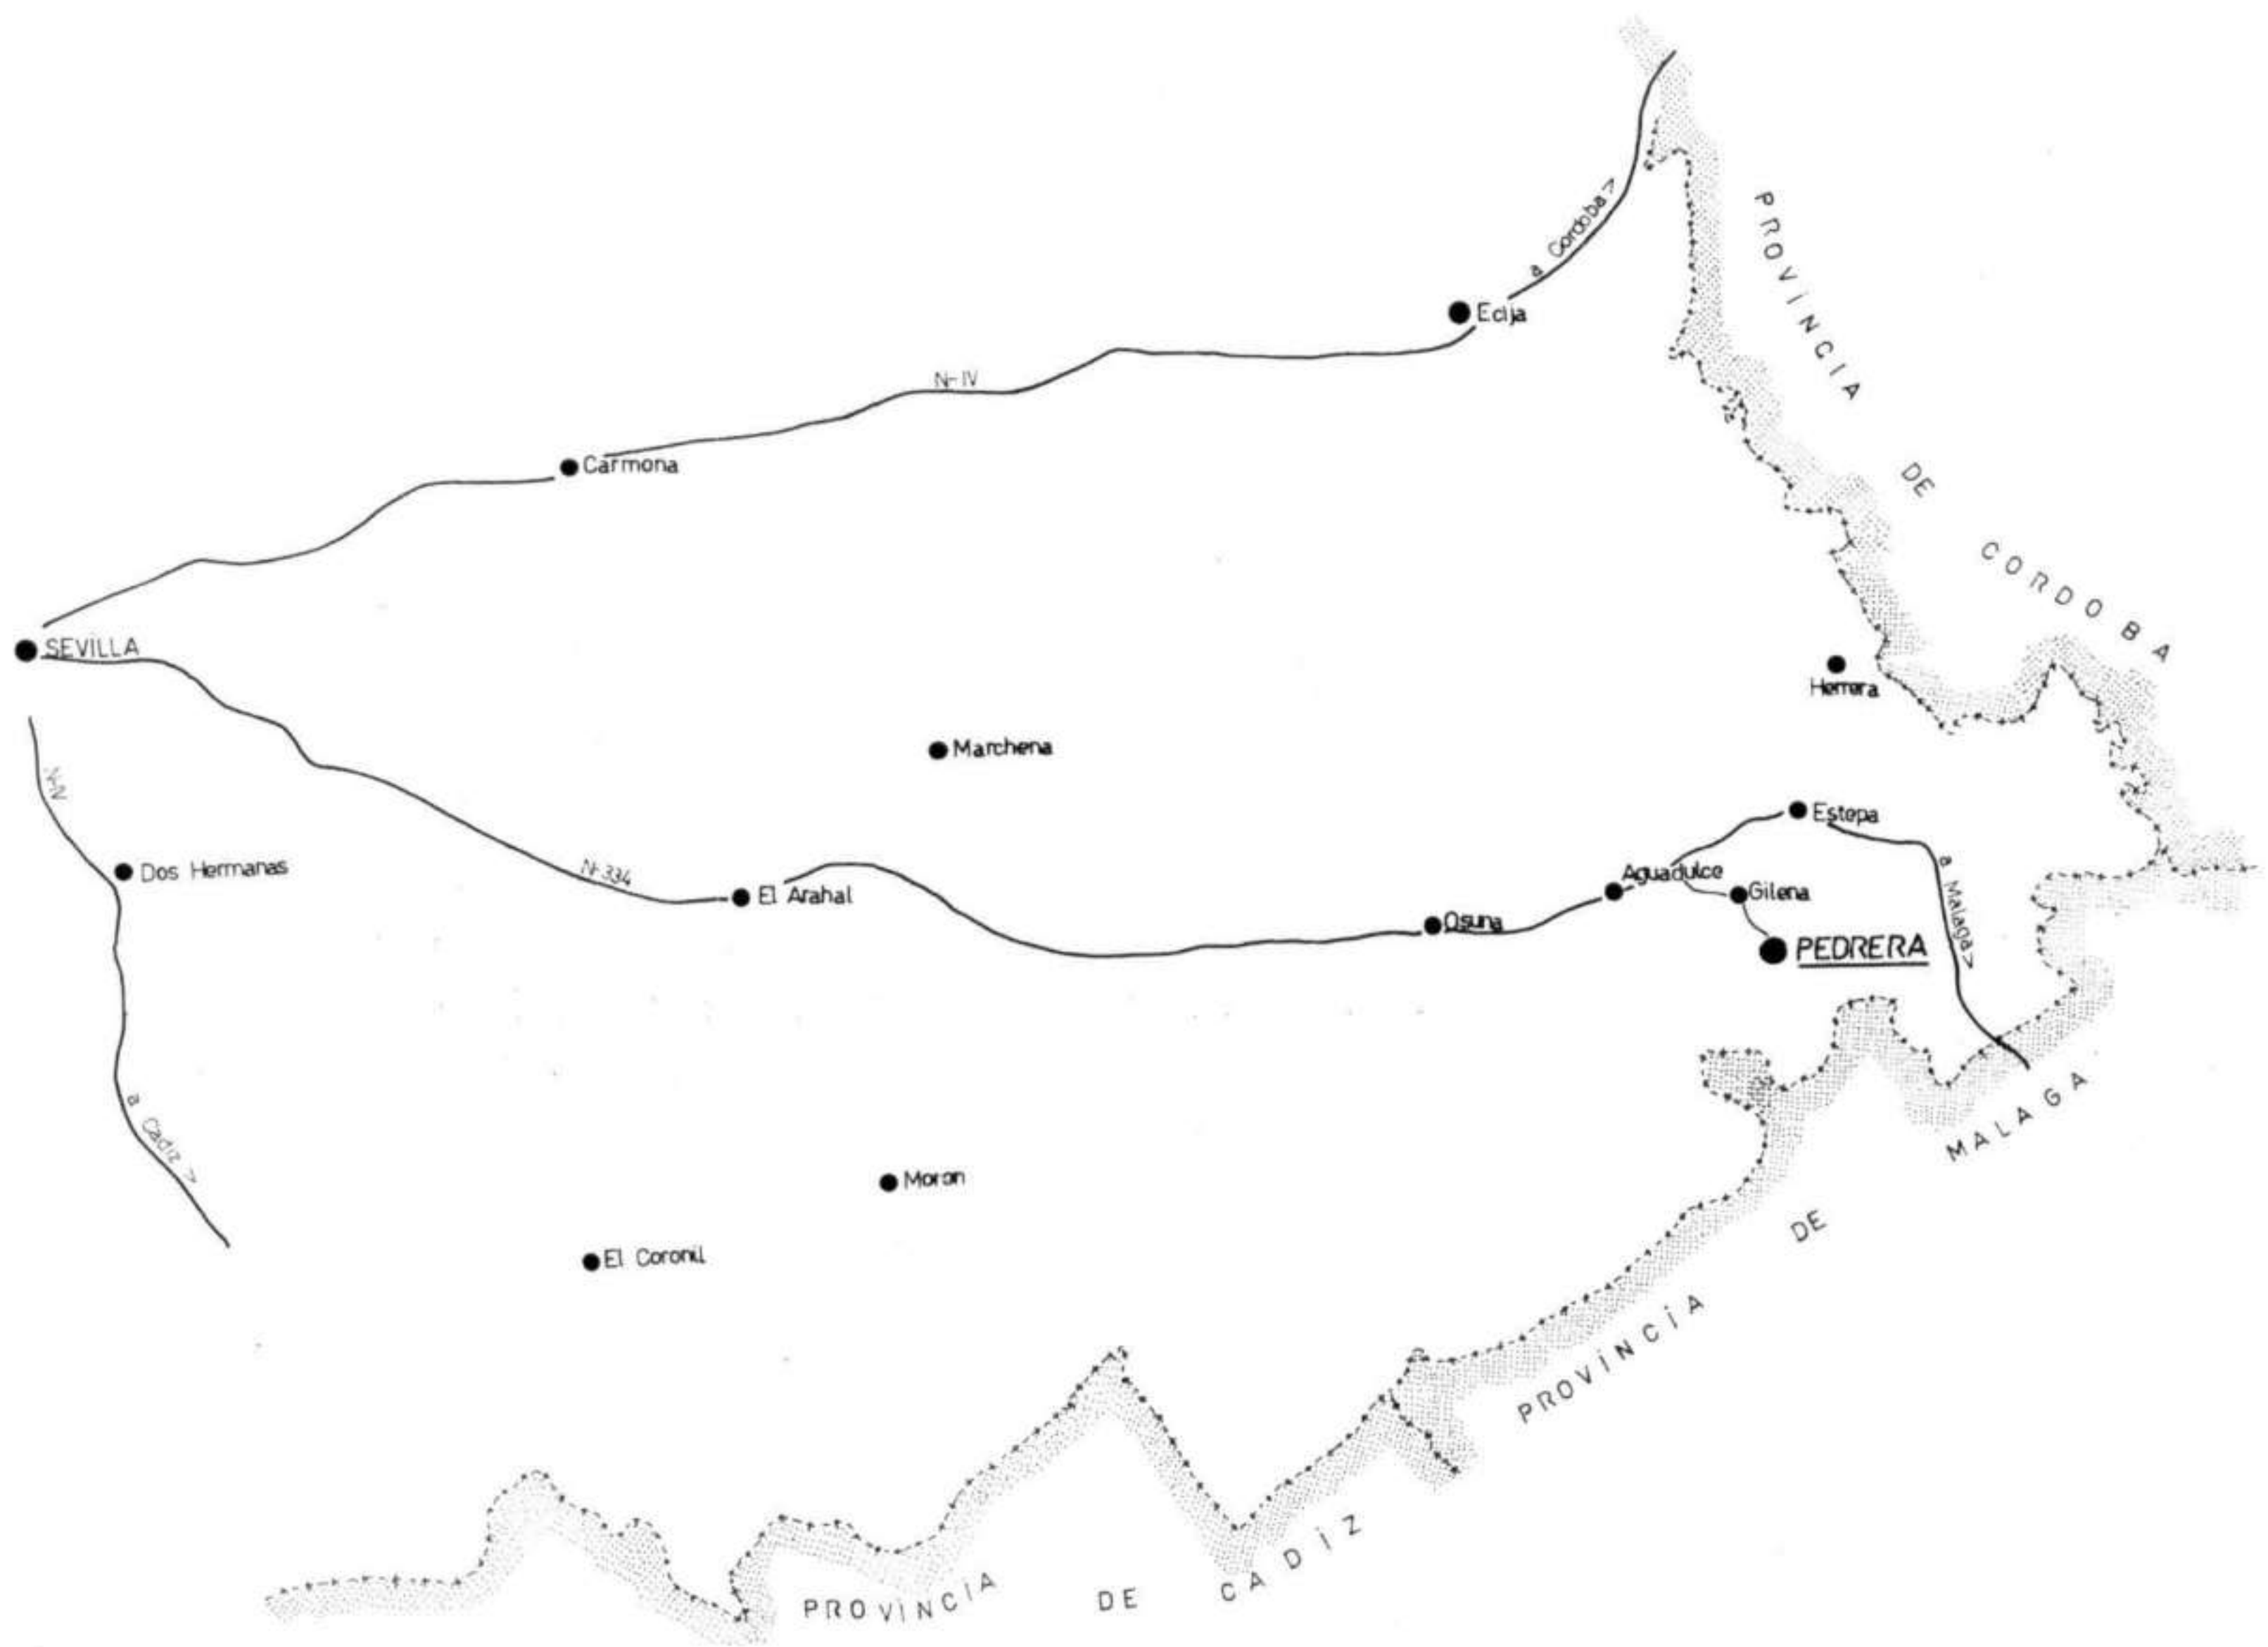 a Cordoba >
PROVINCIA
DE
CORDOBA
Ecija
N-IV
Carmona
SEVILLA
Herrera
Marchena
N-IV
Estepa
Dos Hermanas
N-334
El Arahal
Aguadulce
Gilena
a Malaga >
Osuna
PEDRERA
a Cadiz >
Moron
El Coronil
PROVINCIA
DE
MALAGA
PROVINCIA
DE
CADIZ